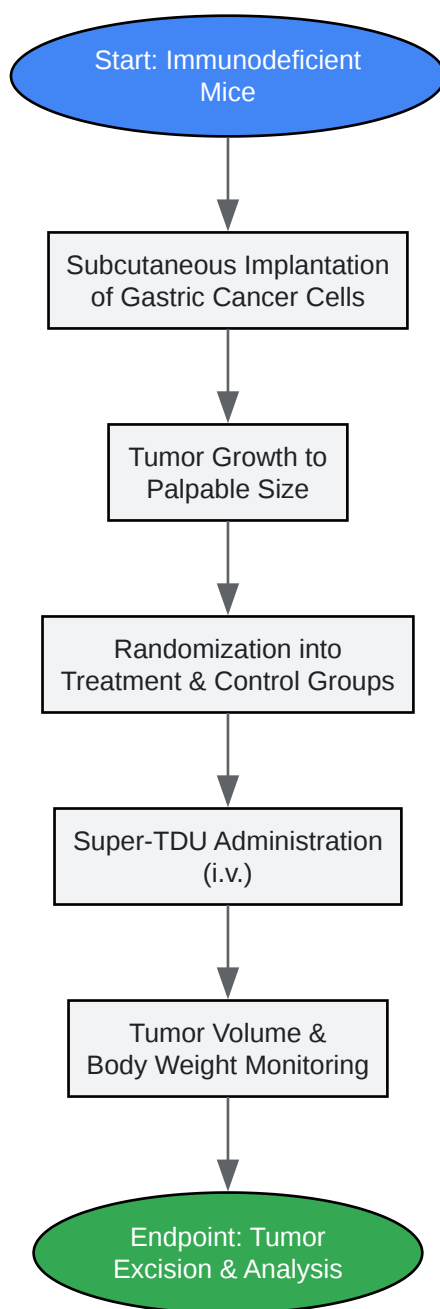 Start: Immunodeficient
Mice
Subcutaneous Implantation
of Gastric Cancer Cells
Tumor Growth to
Palpable Size
Randomization into
Treatment & Control Groups
Super-TDU Administration
(i.v.)
Tumor Volume &
Body Weight Monitoring
Endpoint: Tumor
Excision & Analysis